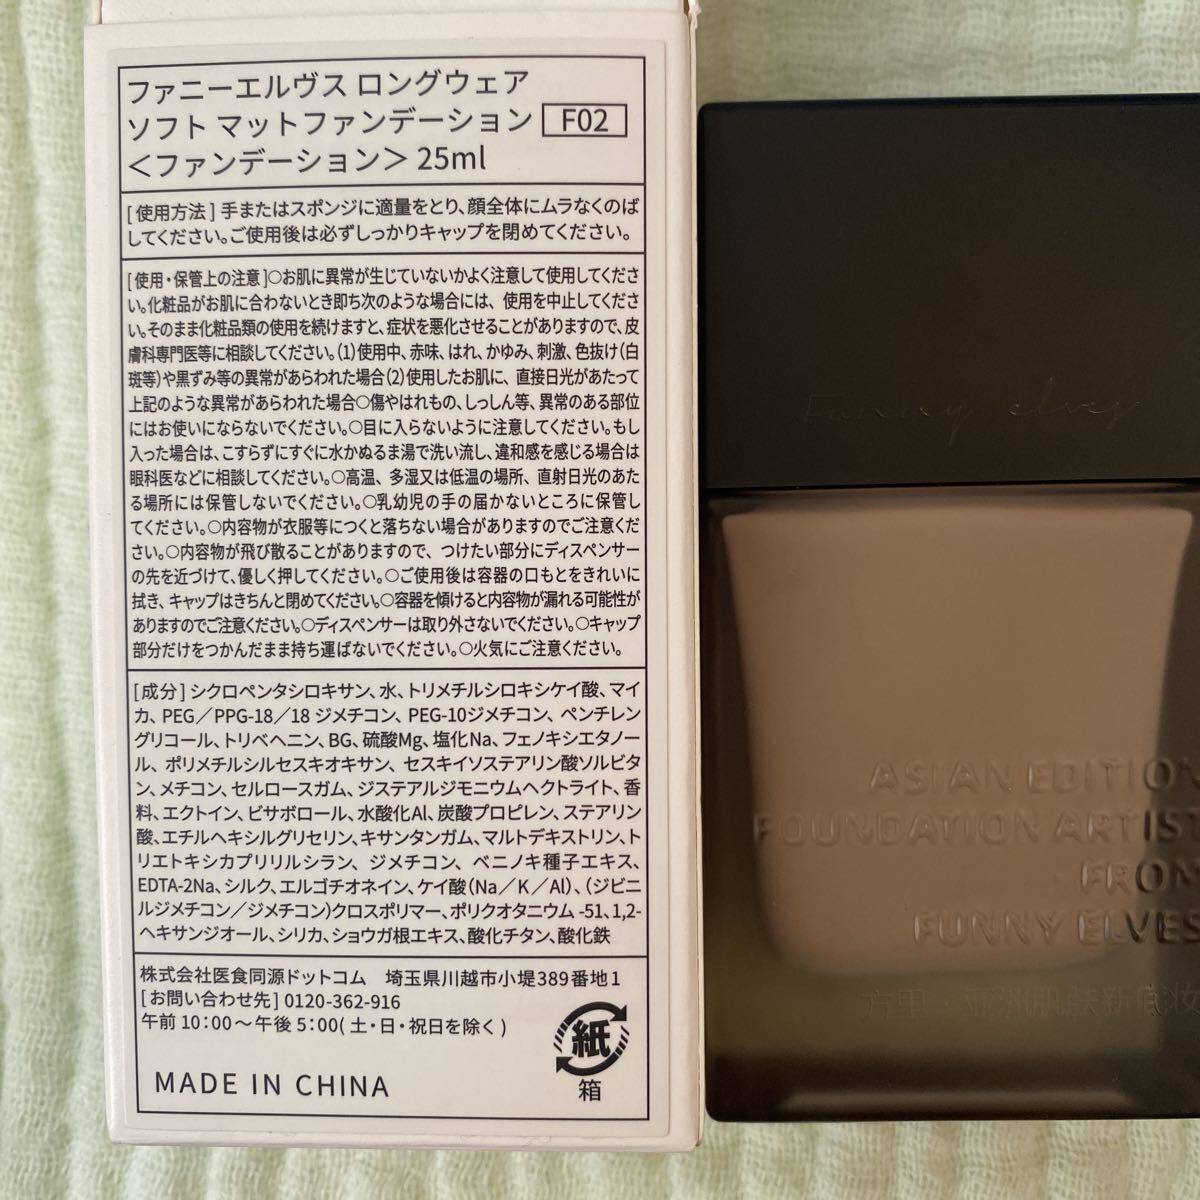 ファニーエルヴス ロングウェア
ソフト マットファンデーション F02
＜ファンデーション＞ 25ml
[使用方法] 手またはスポンジに適量をとり、顔全体にムラなくのば
してください。ご使用後は必ずしっかりキャップを閉めてください。
[使用・保管上の注意]○お肌に異常が生じていないかよく注意して使用してくださ
い。化粧品がお肌に合わないとき即ち次のような場合には、使用を中止してくださ
い。そのまま化粧品類の使用を続けますと、症状を悪化させることがありますので、皮
膚科専門医等に相談してください。(1)使用中、赤味、はれ、かゆみ、刺激、色抜け(白
斑等)や黒ずみ等の異常があらわれた場合(2)使用したお肌に、直接日光があたって
上記のような異常があらわれた場合○傷やはれもの、しっしん等、異常のある部位
にはお使いにならないでください。○目に入らないように注意してください。もし
入った場合は、こすらずにすぐに水かぬるま湯で洗い流し、違和感を感じる場合は
眼科医などに相談してください。○高温、多湿又は低温の場所、直射日光のあた
る場所には保管しないでください。○乳幼児の手の届かないところに保管し
てください。○内容物が衣服等につくと落ちない場合がありますのでご注意くだ
さい。○内容物が飛び散ることがありますので、つけたい部分にディスペンサー
の先を近づけて、優しく押してください。○ご使用後は容器の口もとをきれいに
拭き、キャップはきちんと閉めてください。○容器を傾けると内容物が漏れる可能性が
ありますのでご注意ください。○ディスペンサーは取り外さないでください。○キャップ
部分だけをつかんだまま持ち運ばないでください。○火気にご注意ください。
[成分]シクロペンタシロキサン、水、トリメチルシロキシケイ酸、マイ
カ、PEG／PPG-18／18 ジメチコン、PEG-10ジメチコン、ペンチレン
グリコール、トリベヘニン、BG、硫酸Mg、塩化Na、フェノキシエタノー
ル、ポリメチルシルセスキオキサン、セスキイソステアリン酸ソルビタ
ン、メチコン、セルロースガム、ジステアルジモニウムヘクトライト、香
料、エクトイン、ビサボロール、水酸化Al、炭酸プロピレン、ステアリン
酸、エチルヘキシルグリセリン、キサンタンガム、マルトデキストリン、ト
リエトキシカプリリルシラン、ジメチコン、ベニノキ種子エキス、
EDTA-2Na、シルク、エルゴチオネイン、ケイ酸(Na／K／Al)、(ジビニ
ルジメチコン／ジメチコン)クロスポリマー、ポリクオタニウム-51、1,2-
ヘキサンジオール、シリカ、ショウガ根エキス、酸化チタン、酸化鉄
株式会社医食同源ドットコム 埼玉県川越市小堤389番地1
[お問い合わせ先] 0120-362-916
午前 10：00～午後 5：00(土・日・祝日を除く)
紙
箱
MADE IN CHINA
Funny elves
ASIAN EDITION
FOUNDATION ARTIST
FROM
FUNNY ELVES